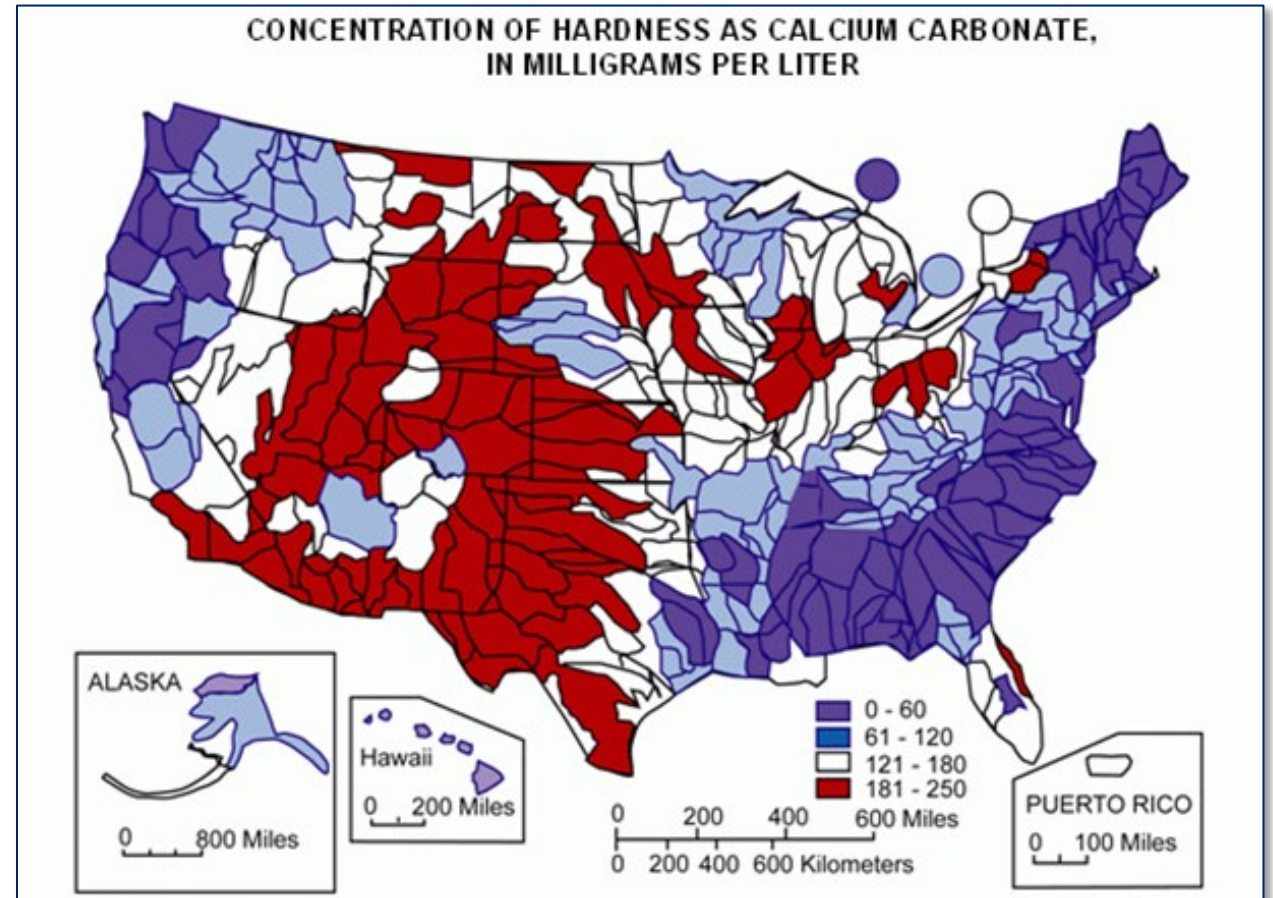 CONCENTRATION OF HARDNESS AS CALCIUM CARBONATE,
IN MILLIGRAMS PER LITER
ALASKA
0 800 Miles
Hawaii
0 200 Miles
0 - 60
61 - 120
121 - 180
181 - 250
0 200 400 600 Miles
0 200 400 600 Kilometers
PUERTO RICO
0 100 Miles